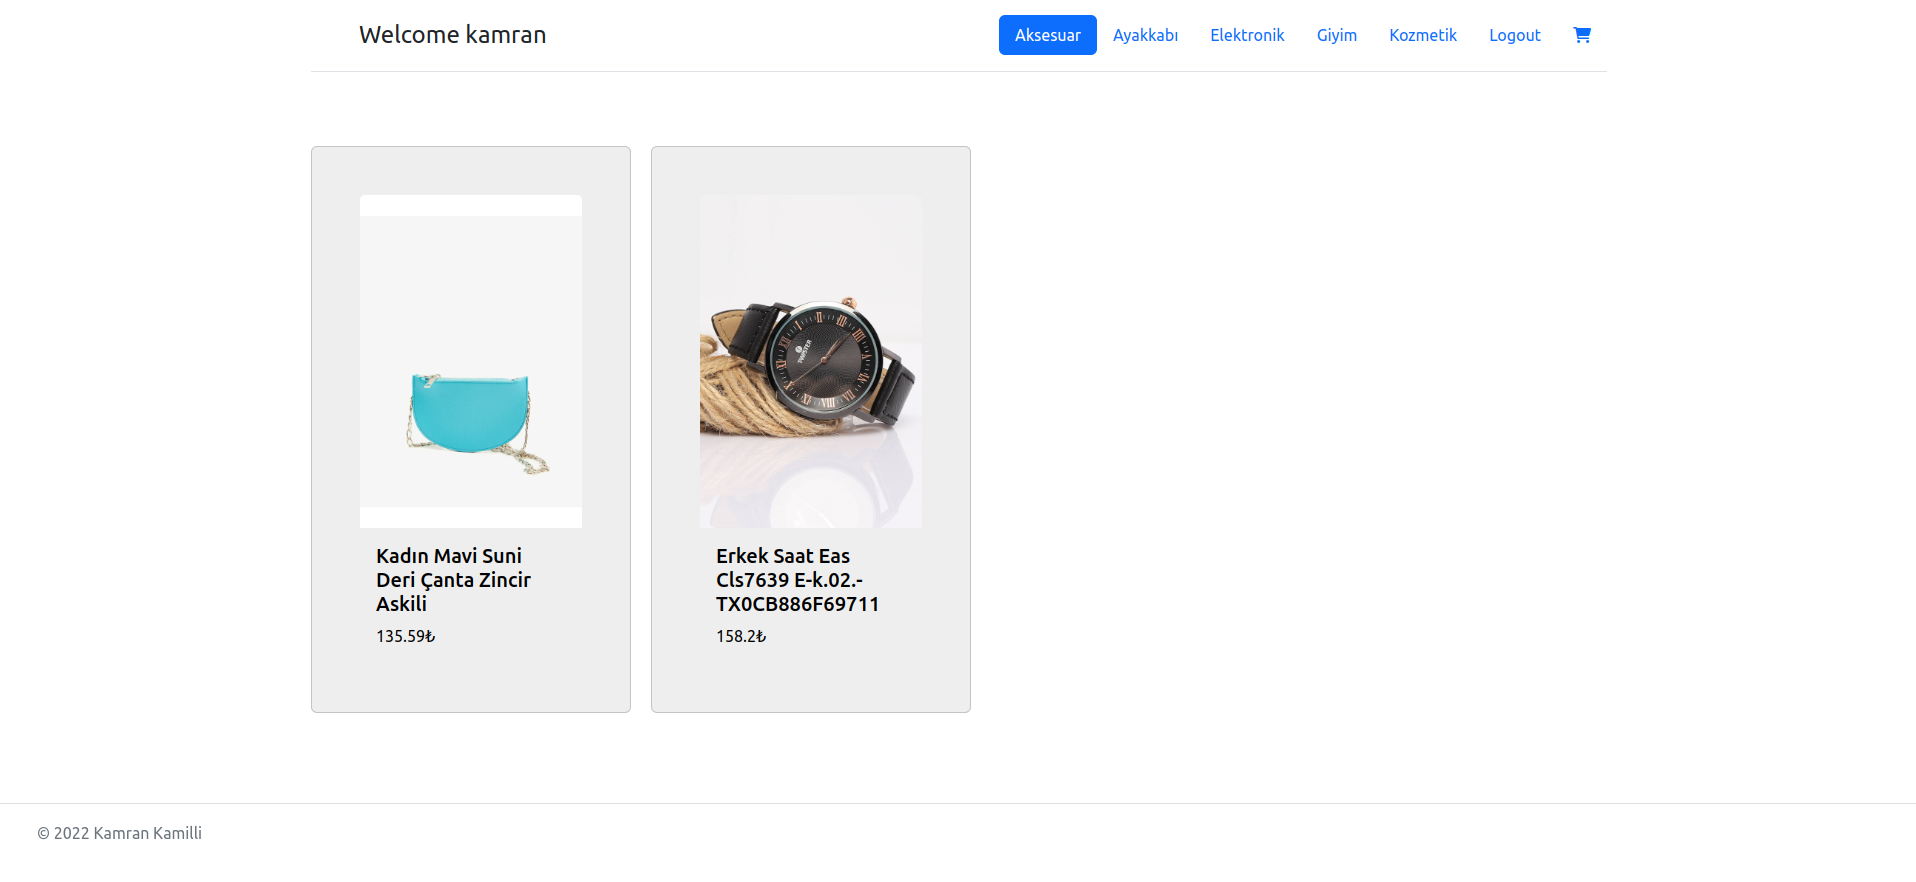 Welcome kamran
Aksesuar Ayakkabı Elektronik Giyim Kozmetik Logout
TWISTER
Kadın Mavi Suni
Deri Çanta Zincir
Askili
135.59₺
Erkek Saat Eas
Cls7639 E-k.02.-
TX0CB886F69711
158.2₺
© 2022 Kamran Kamilli